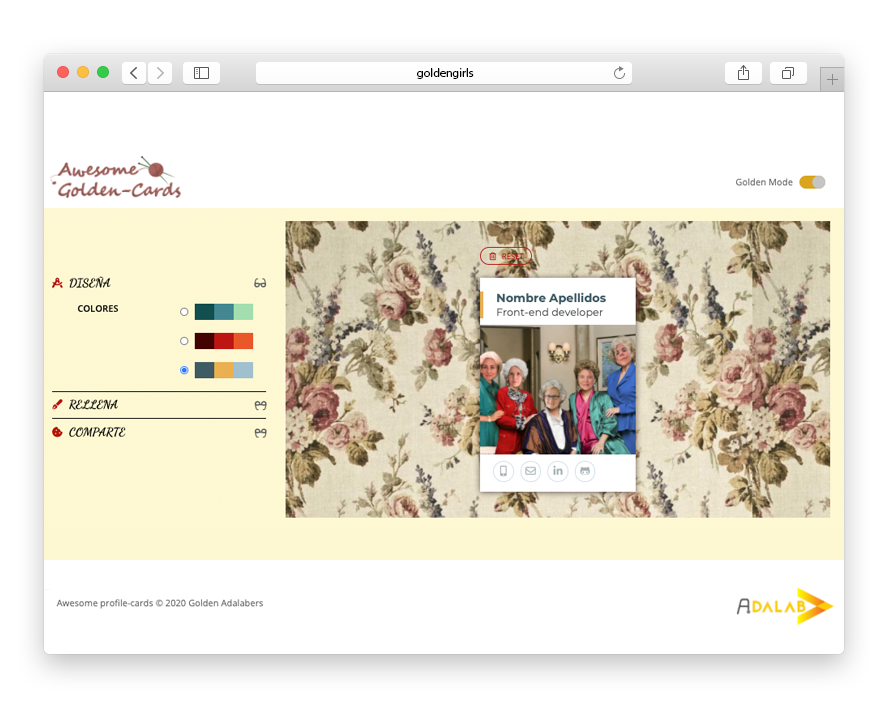 goldengirls
Awesome
Golden-Cards
Golden Mode
RESET
DISEÑA
COLORES
Nombre Apellidos
Front-end developer
RELLENA
COMPARTE
Awesome profile-cards © 2020 Golden Adalabers
ADALAB